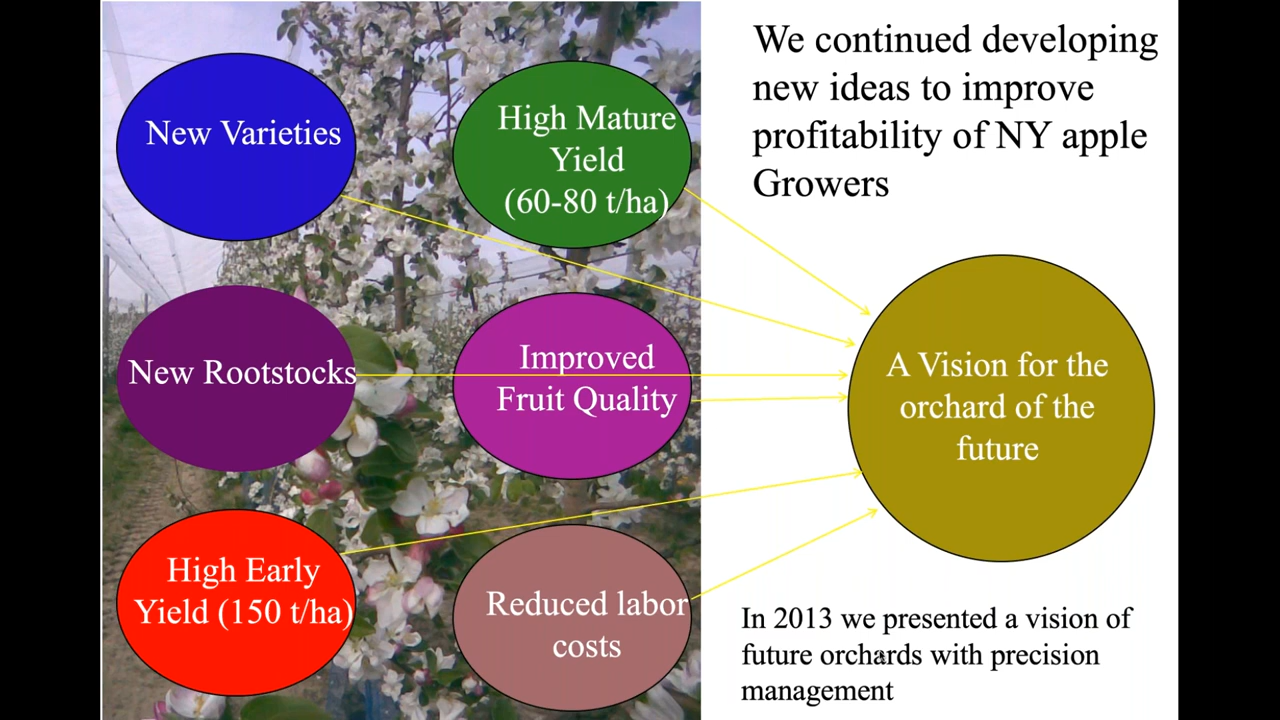 We continued developing
new ideas to improve
profitability of NY apple
Growers
New Varieties
High Mature
Yield
(60-80 t/ha)
New Rootstocks
Improved
Fruit Quality
A Vision for the
orchard of the
future
High Early
Yield (150 t/ha)
Reduced labor
costs
In 2013 we presented a vision of
future orchards with precision
management